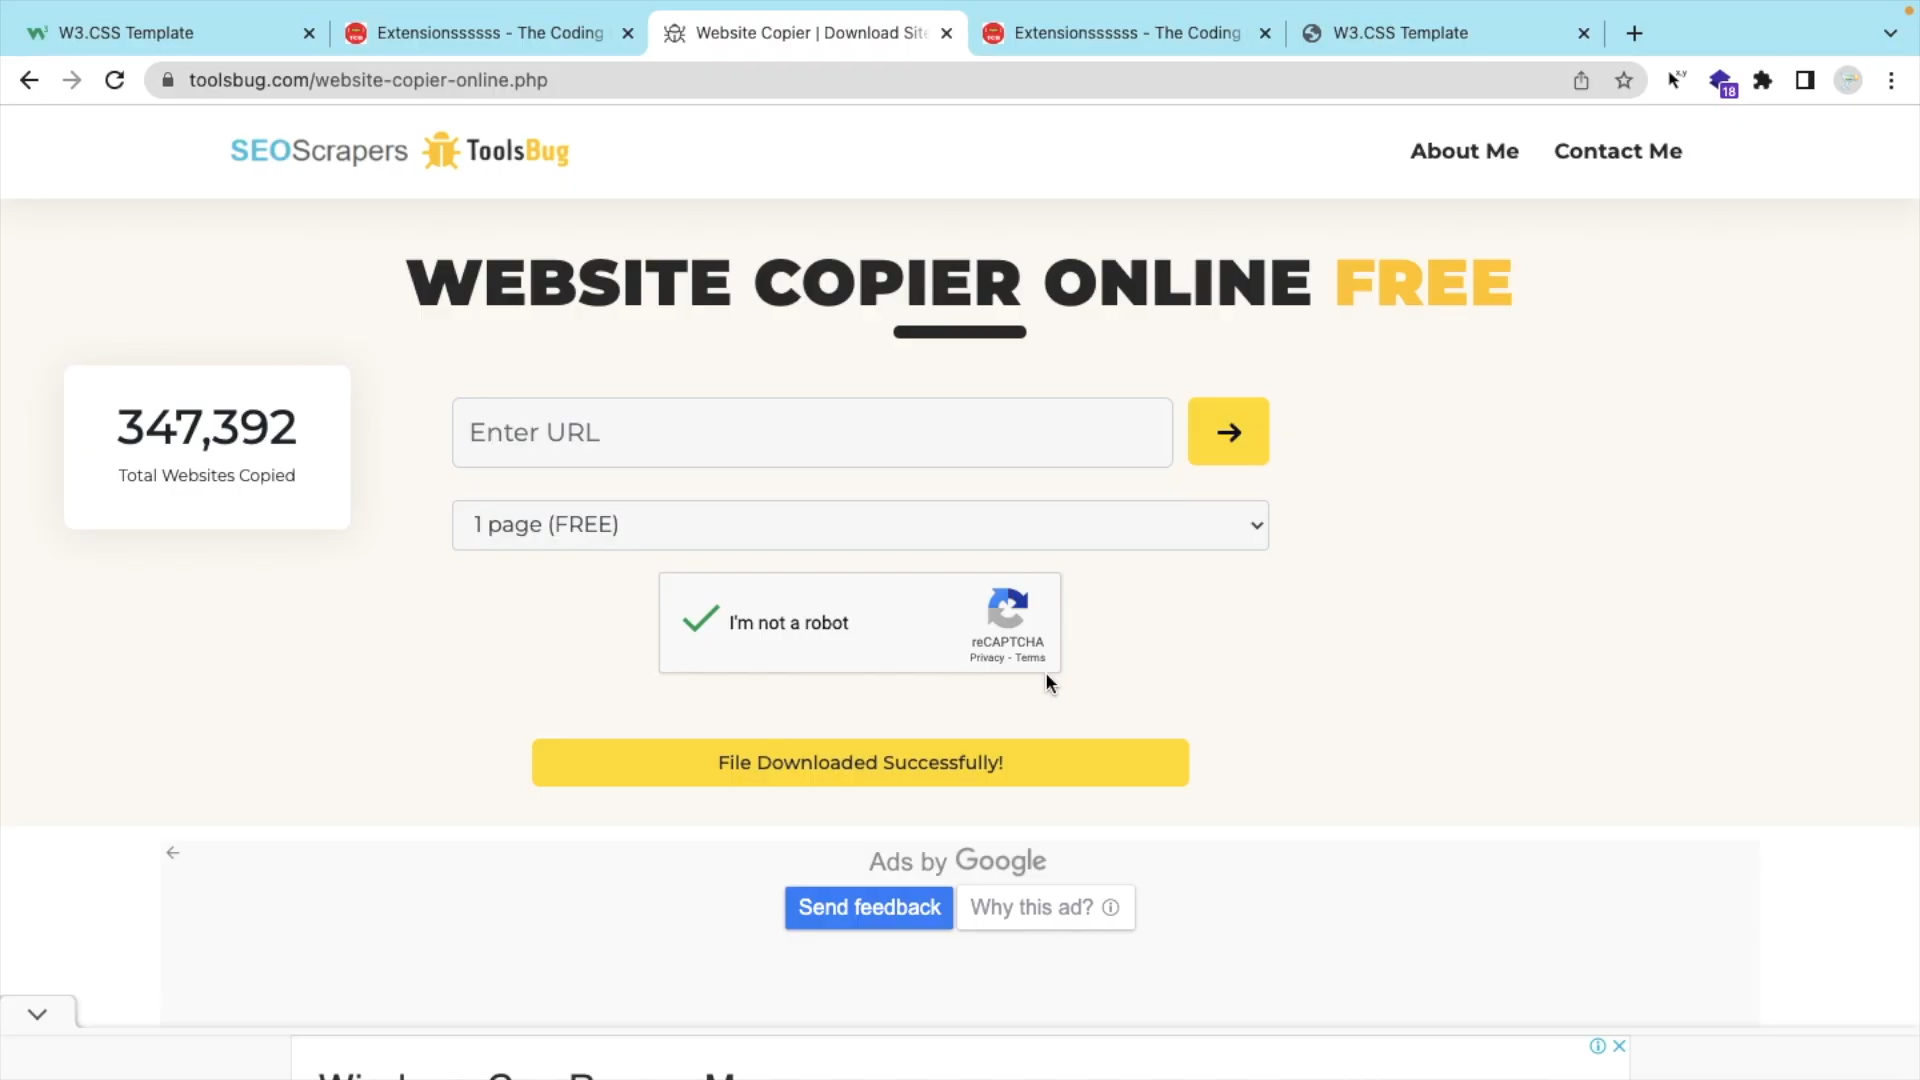 W3.CSS Template
Extensionssssss - The Coding
Website Copier | Download Site
Extensionssssss - The Coding
W3.CSS Template
toolsbug.com/website-copier-online.php
18
SEOScrapers ToolsBug
About Me
Contact Me
WEBSITE COPIER ONLINE FREE
347,392
Total Websites Copied
Enter URL
1 page (FREE)
I'm not a robot
reCAPTCHA
Privacy - Terms
File Downloaded Successfully!
Ads by Google
Send feedback
Why this ad?